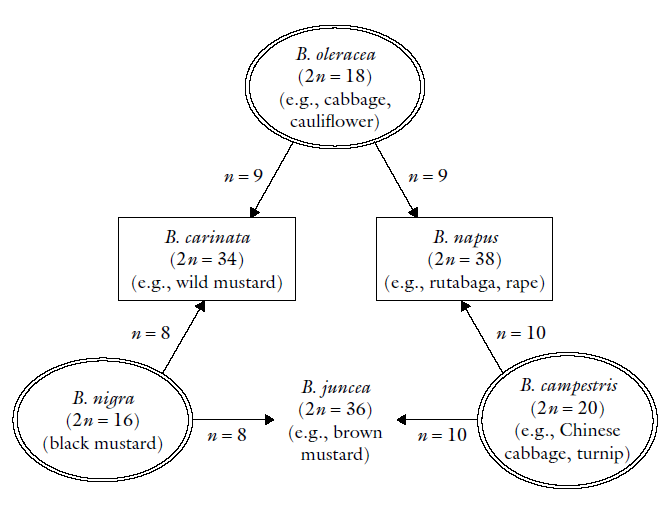 B. oleracea
(2n = 18)
(e.g., cabbage,
cauliflower)
n = 9
n = 9
B. carinata
(2n = 34)
(e.g., wild mustard)
B. napus
(2n = 38)
(e.g., rutabaga, rape)
n = 8
n = 10
B. nigra
(2n = 16)
(black mustard)
n = 8
B. juncea
(2n = 36)
(e.g., brown
mustard)
n = 10
B. campestris
(2n = 20)
(e.g., Chinese
cabbage, turnip)